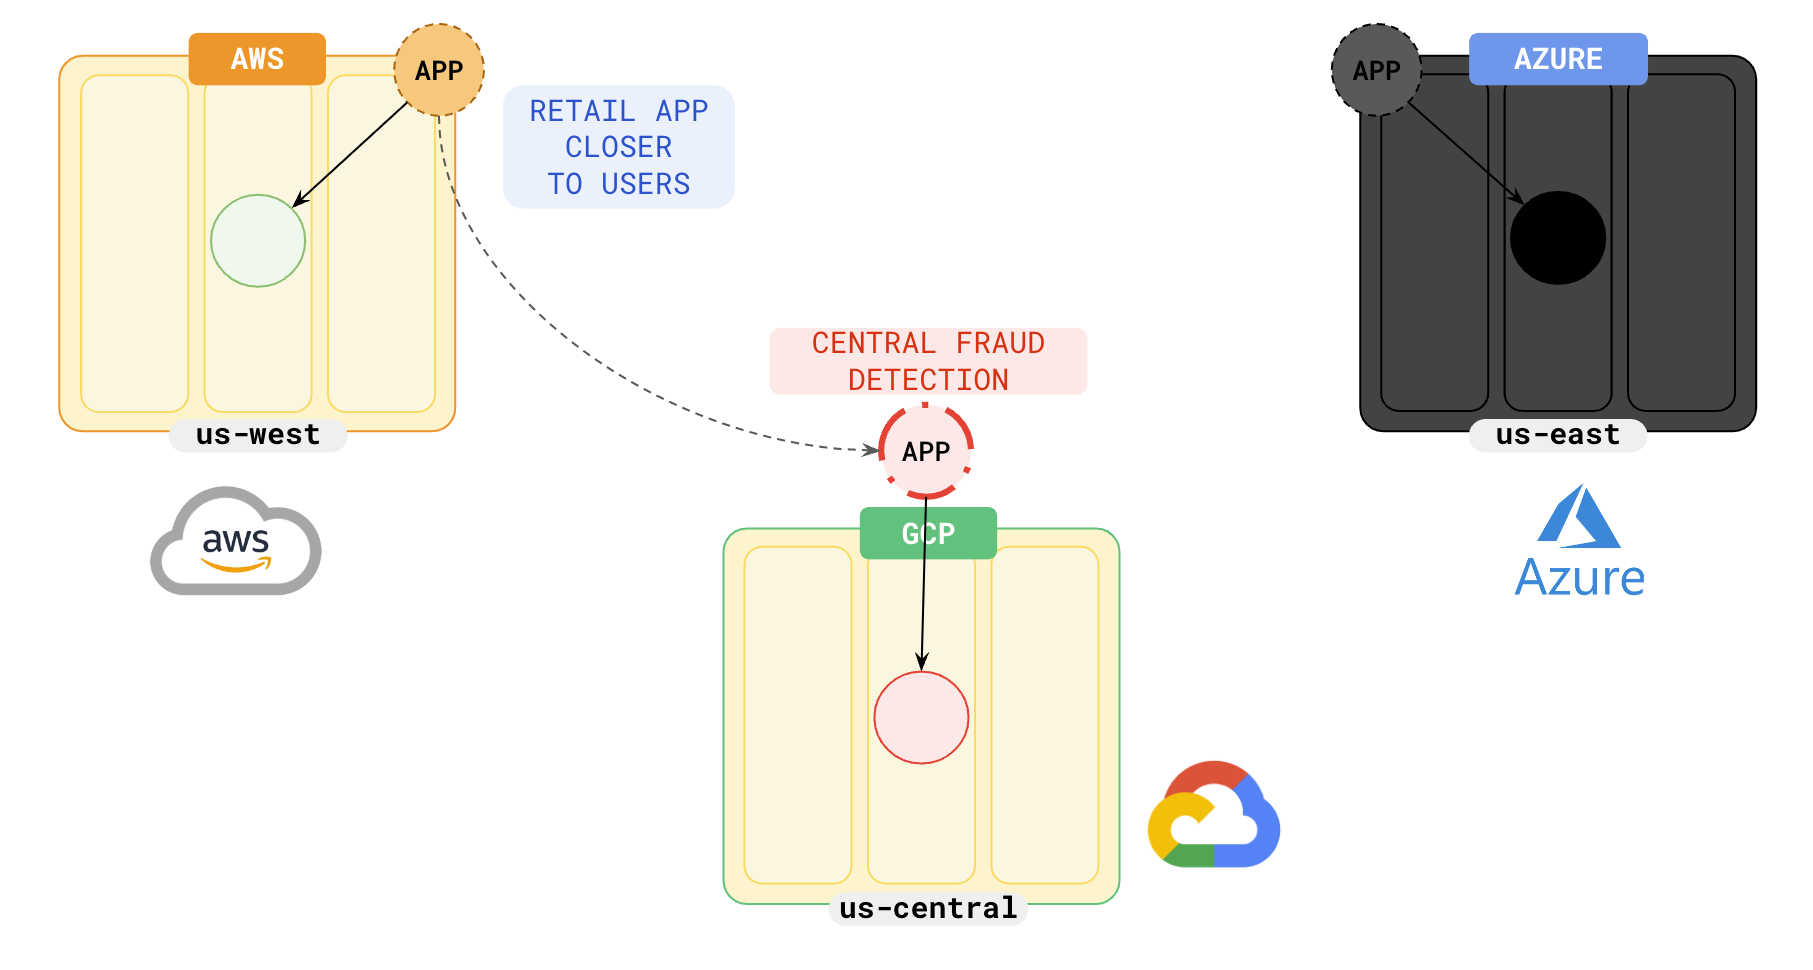 AWS
APP
RETAIL APP
CLOSER
TO USERS
APP
AZURE
CENTRAL FRAUD
DETECTION
APP
us-west
us-east
aws
Azure
GCP
us-central